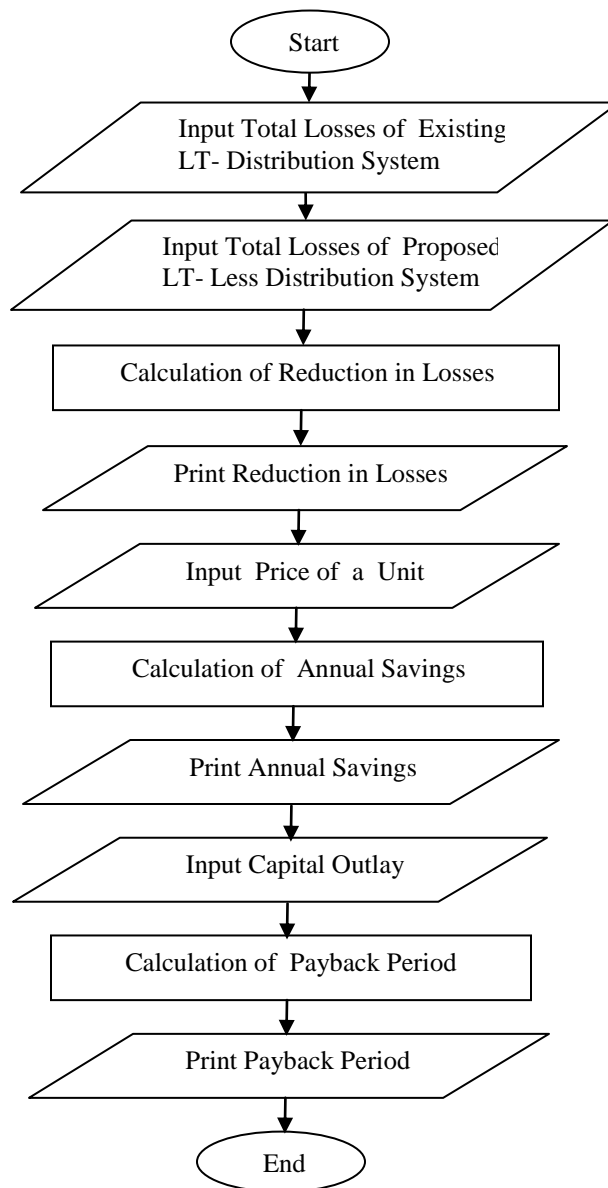 Start
Input Total Losses of Existing
LT- Distribution System
Input Total Losses of Proposed
LT- Less Distribution System
Calculation of Reduction in Losses
Print Reduction in Losses
Input Price of a Unit
Calculation of Annual Savings
Print Annual Savings
Input Capital Outlay
Calculation of Payback Period
Print Payback Period
End